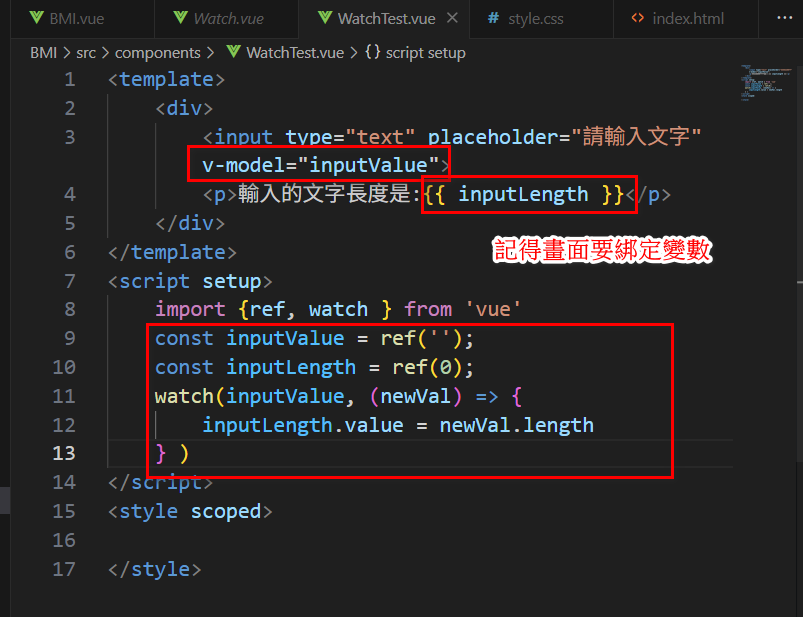 BMI.vue Watch.vue WatchTest.vue × # style.css <> index.html ...
BMI > src > components > WatchTest.vue > {} script setup
1 <template>
2 <div>
3 <input type="text" placeholder="請輸入文字"
v-model="inputValue">
4 <p>輸入的文字長度是:{{ inputLength }}</p>
5 </div>
6 </template>
記得畫面要綁定變數
7 <script setup>
8 import {ref, watch } from 'vue'
9 const inputValue = ref('');
10 const inputLength = ref(0);
11 watch(inputValue, (newVal) => {
12 inputLength.value = newVal.length
13 } )
14 </script>
15 <style scoped>
16
17 </style>